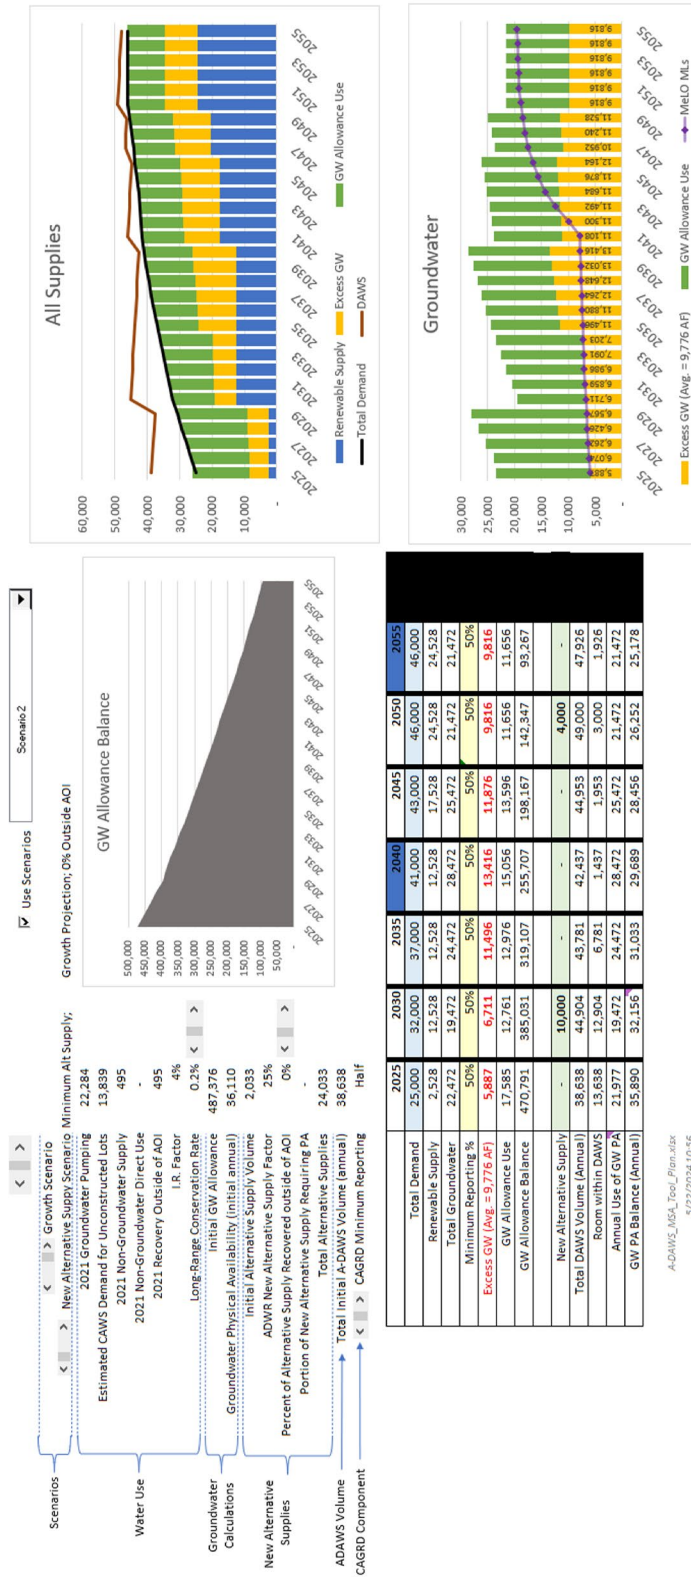 Use Scenarios
Scenario2
Scenarios
Growth Scenario
New Alternative Suppy Scenario
Minimum Alt Supply;
Growth Projection; 0% Outside AOI
Water Use
2021 Groundwater Pumping 22,284
Estimated CAWS Demand for Unconstructed Lots 13,839
2021 Non-Groundwater Supply 495
2021 Non-Groundwater Direct Use -
2021 Recovery Outside of AOI 495
I.R. Factor 4%
Long-Range Conservation Rate 0.2%
Groundwater
Calculations
Initial GW Allowance 487,376
Groundwater Physical Availability (initial annual) 36,110
New Alternative
Supplies
Initial Alternative Supply Volume 2,033
ADWR New Alternative Supply Factor 25%
Percent of Alternative Supply Recovered outside of AOI 0%
Portion of New Alternative Supply Requiring PA -
Total Alternative Supplies 24,033
ADAWS Volume
Total Initial A-DAWS Volume (annual) 38,638
CAGRD Component
CAGRD Minimum Reporting Half
GW Allowance Balance
500,000
450,000
400,000
350,000
300,000
250,000
200,000
150,000
100,000
50,000
-
2025 2027 2029 2031 2033 2035 2037 2039 2041 2043 2045 2047 2049 2051 2053 2055
All Supplies
60,000
50,000
40,000
30,000
20,000
10,000
-
2025 2027 2029 2031 2033 2035 2037 2039 2041 2043 2045 2047 2049 2051 2053 2055
Renewable Supply Excess GW GW Allowance Use
Total Demand DAWS
2025 2030 2035 2040 2045 2050 2055
Total Demand 25,000 32,000 37,000 41,000 43,000 46,000 46,000
Renewable Supply 2,528 12,528 12,528 12,528 17,528 24,528 24,528
Total Groundwater 22,472 19,472 24,472 28,472 25,472 21,472 21,472
Minimum Reporting % 50% 50% 50% 50% 50% 50% 50%
Excess GW (Avg. = 9,776 AF) 5,887 6,711 11,496 13,416 11,876 9,816 9,816
GW Allowance Use 17,585 12,761 12,976 15,056 13,596 11,656 11,656
GW Allowance Balance 470,791 385,031 319,107 255,707 198,167 142,347 93,267
New Alternative Supply - 10,000 - - - 4,000 -
Total DAWS Volume (Annual) 38,638 44,904 43,781 42,437 44,953 49,000 47,926
Room within DAWS 13,638 12,904 6,781 1,437 1,953 3,000 1,926
Annual Use of GW PA 21,977 19,472 24,472 28,472 25,472 21,472 21,472
GW PA Balance (Annual) 35,890 32,156 31,033 29,689 28,456 26,252 25,178
Groundwater
30,000
25,000
20,000
15,000
10,000
5,000
-
5,887 6,074 6,262 6,426 6,567 6,711 6,859 6,986 7,091 7,203 11,496 11,880 12,264 12,648 13,032 13,416 11,108 11,300 11,492 11,684 11,876 12,164 10,952 11,240 11,528 9,816 9,816 9,816 9,816 9,816 9,816
2025 2027 2029 2031 2033 2035 2037 2039 2041 2043 2045 2047 2049 2051 2053 2055
Excess GW (Avg. = 9,776 AF) GW Allowance Use MeLO MLs
A-DAWS_MSA_Tool_Plan.xlsx